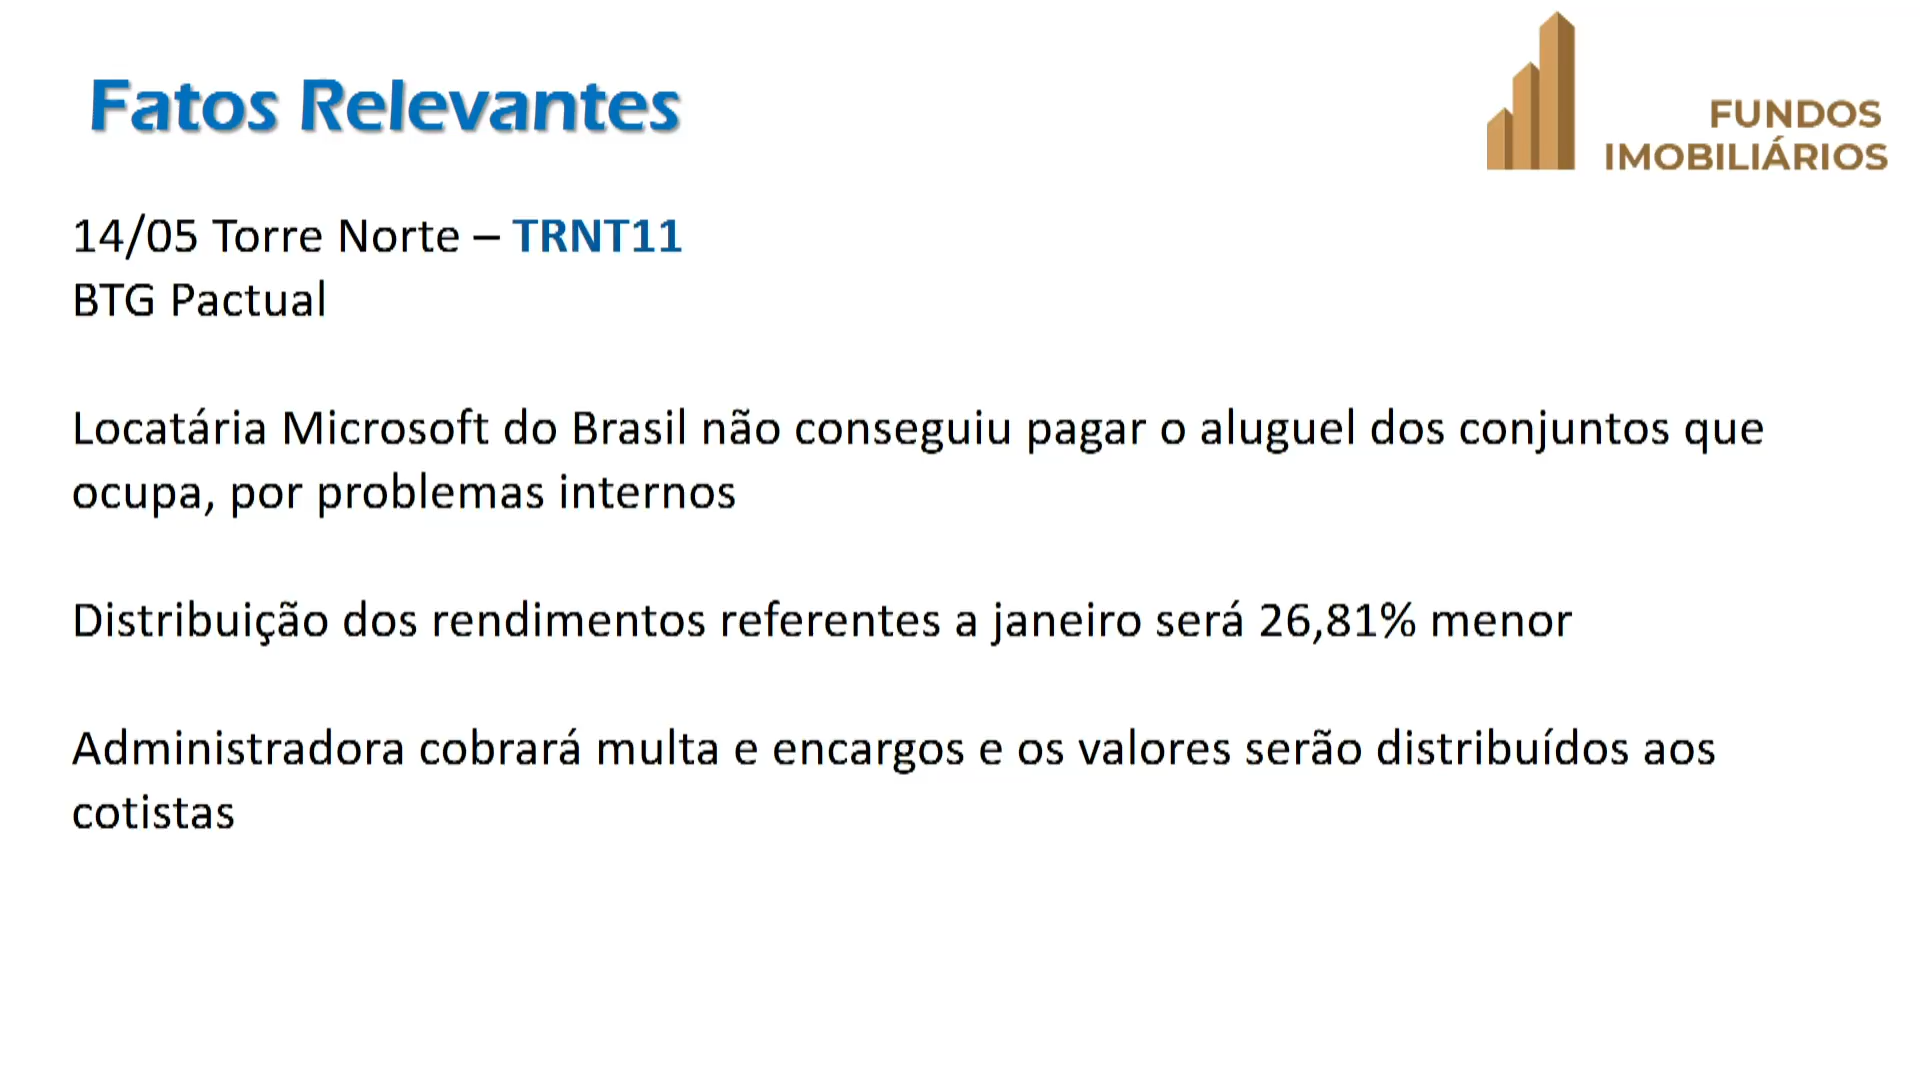 Fatos Relevantes
FUNDOS
IMOBILIÁRIOS
14/05 Torre Norte – TRNT11
BTG Pactual
Locatária Microsoft do Brasil não conseguiu pagar o aluguel dos conjuntos que
ocupa, por problemas internos
Distribuição dos rendimentos referentes a janeiro será 26,81% menor
Administradora cobrará multa e encargos e os valores serão distribuídos aos
cotistas